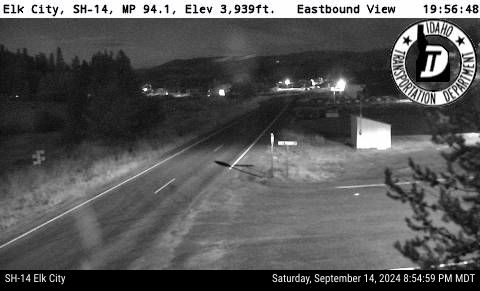 Elk City, SH-14, MP 94.1, Elev 3,939ft. Eastbound View 19:56:48
IDAHO
TRANSPORTATION DEPARTMENT
SH-14 Elk City Saturday, September 14, 2024 8:54:59 PM MDT